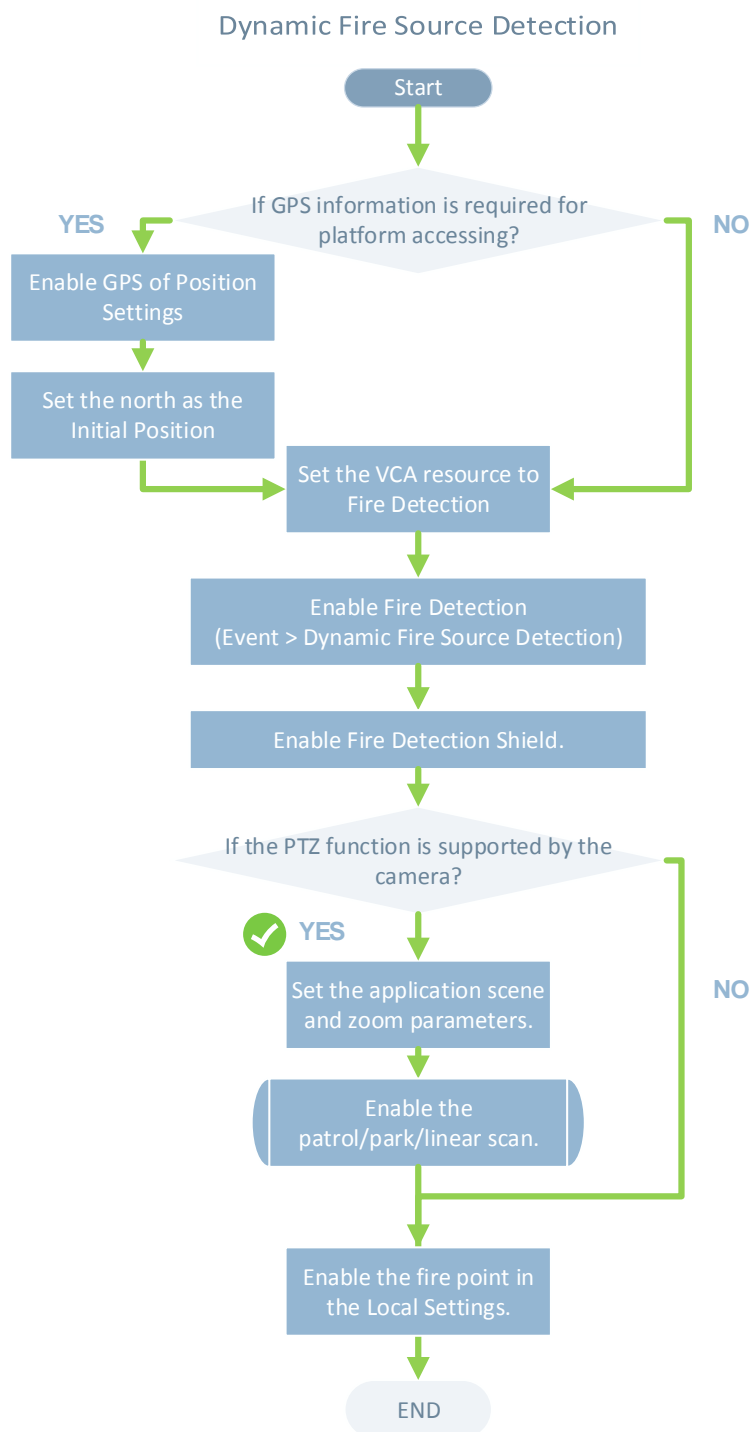 Dynamic Fire Source Detection
Start
If GPS information is required for
platform accessing?
YES
NO
Enable GPS of Position
Settings
Set the north as the
Initial Position
Set the VCA resource to
Fire Detection
Enable Fire Detection
(Event > Dynamic Fire Source Detection)
Enable Fire Detection Shield.
If the PTZ function is supported by the
camera?
YES
NO
Set the application scene
and zoom parameters.
Enable the
patrol/park/linear scan.
Enable the fire point in
the Local Settings.
END